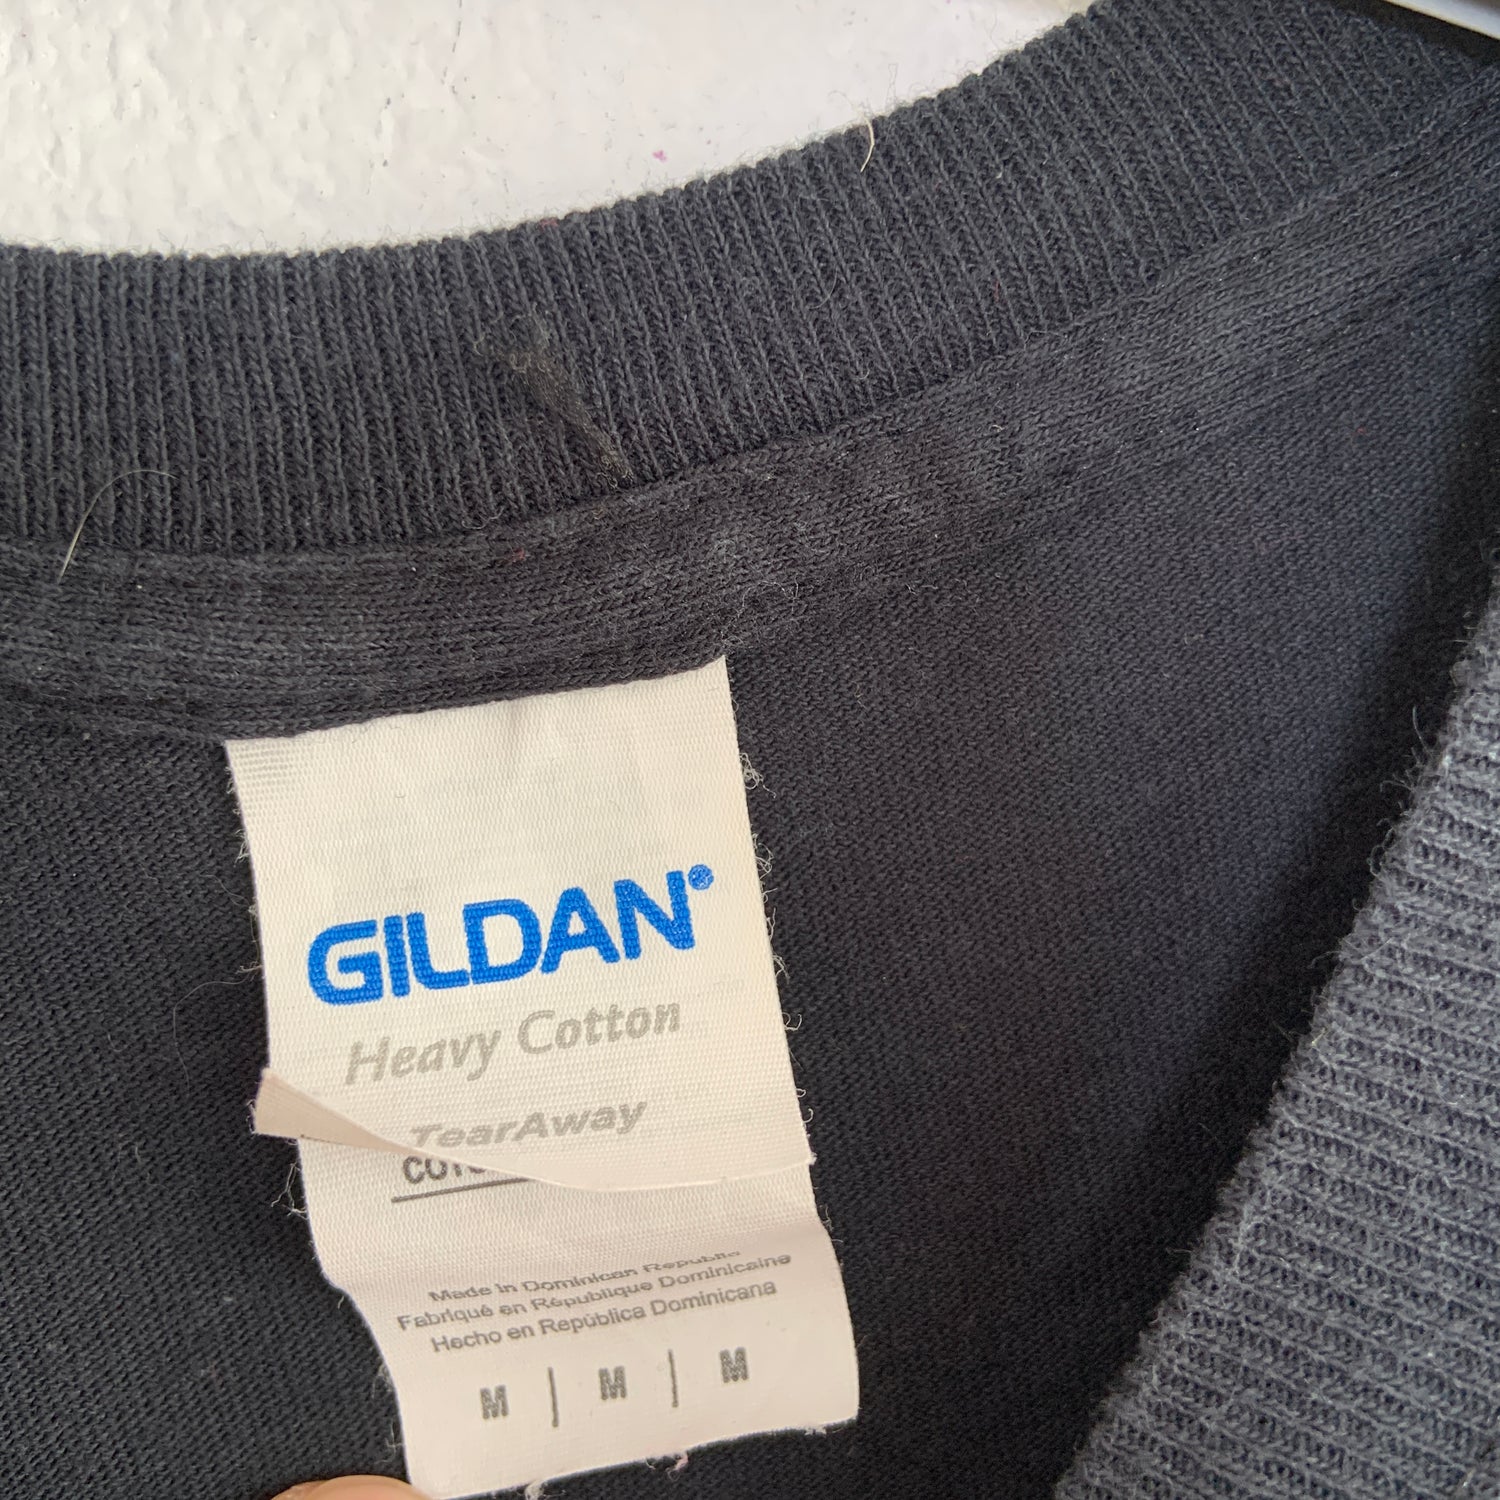 GILDAN®
Heavy Cotton
TearAway
Made in Dominican Republic
Fabriqué en République Dominicaine
Hecho en República Dominicana
M | M | M